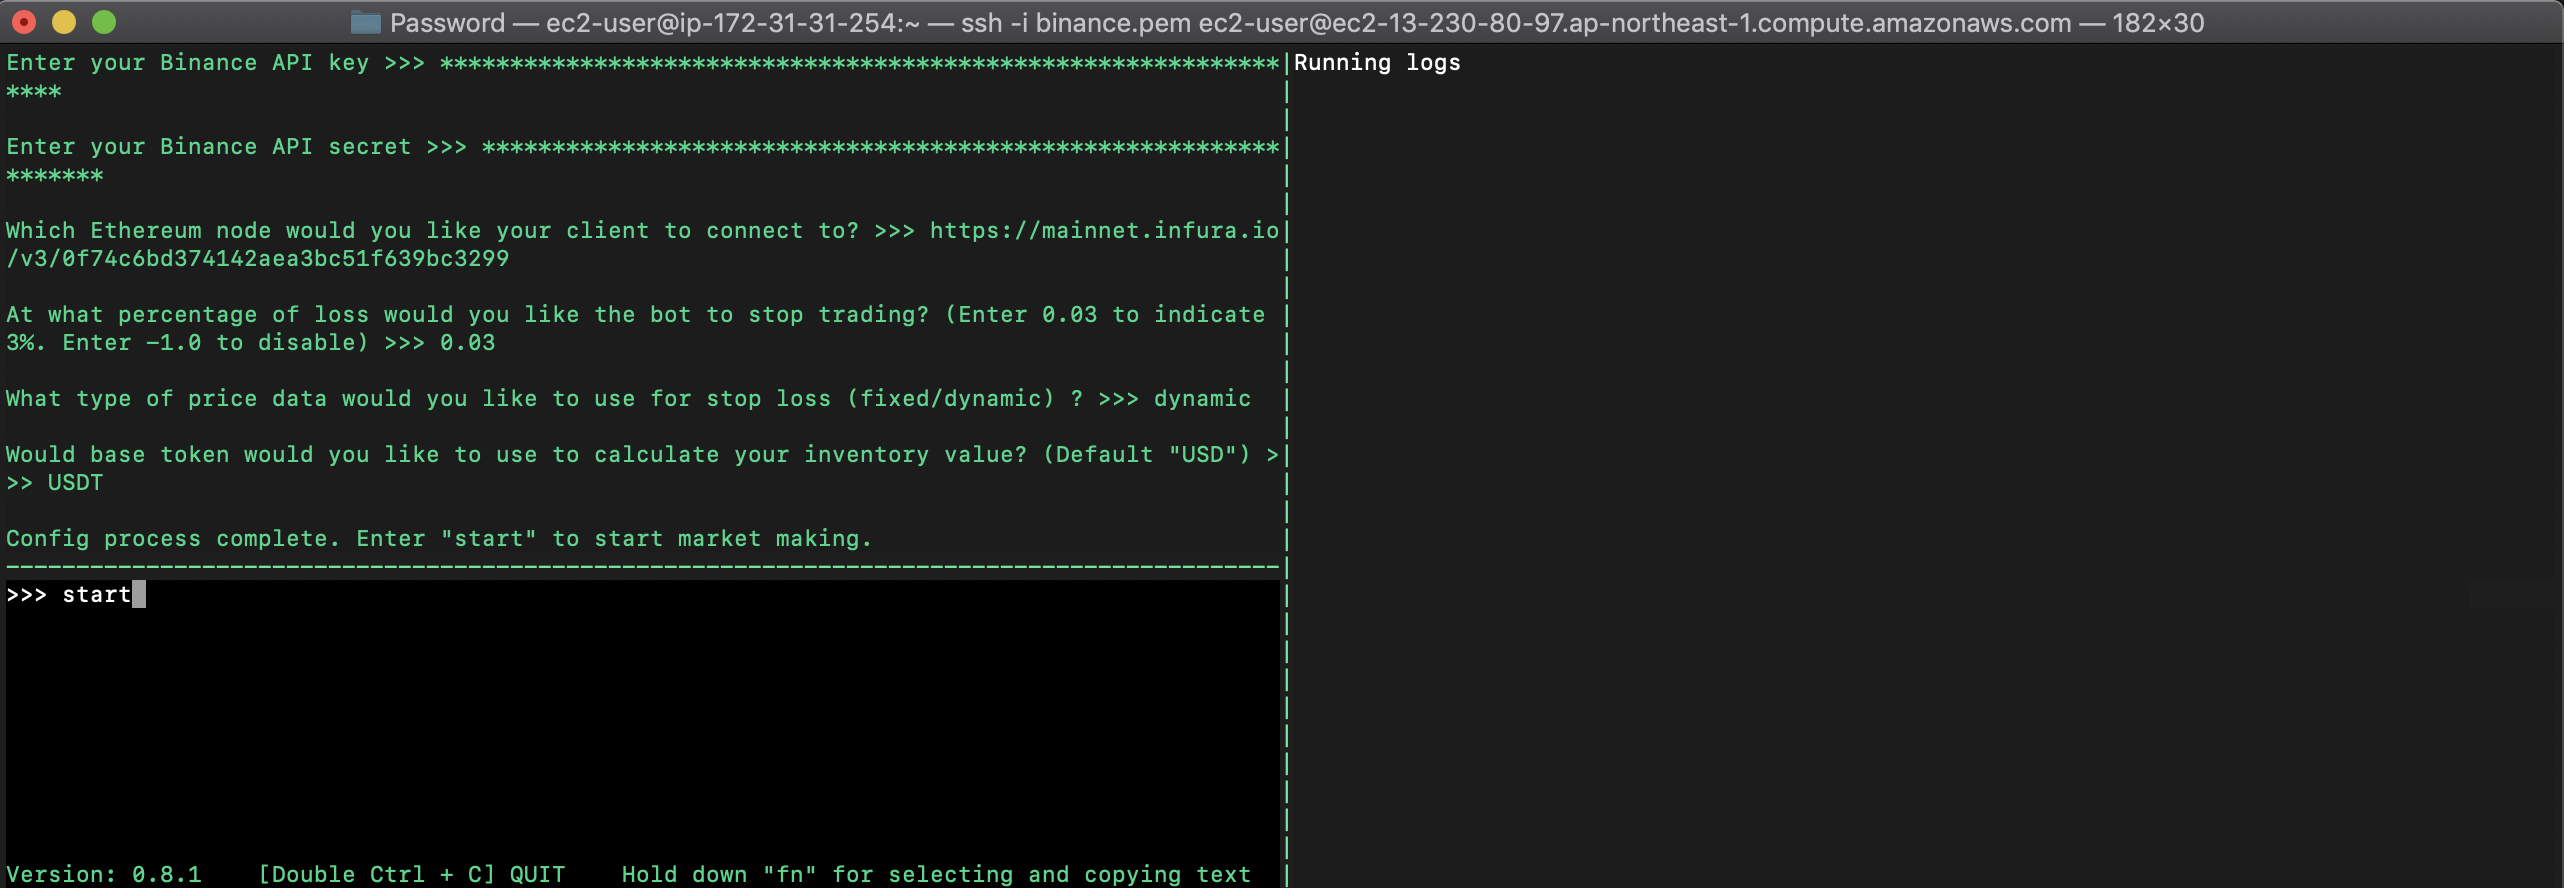 Password — ec2-user@ip-172-31-31-254:~ — ssh -i binance.pem ec2-user@ec2-13-230-80-97.ap-northeast-1.compute.amazonaws.com — 182×30
Enter your Binance API key >>> ************************************************************
****
Enter your Binance API secret >>> *********************************************************
*******
Which Ethereum node would you like your client to connect to? >>> https://mainnet.infura.io
/v3/0f74c6bd374142aea3bc51f639bc3299
At what percentage of loss would you like the bot to stop trading? (Enter 0.03 to indicate
3%. Enter -1.0 to disable) >>> 0.03
What type of price data would you like to use for stop loss (fixed/dynamic) ? >>> dynamic
Would base token would you like to use to calculate your inventory value? (Default "USD") >
>> USDT
Config process complete. Enter "start" to start market making.
>>> start
Version: 0.8.1    [Double Ctrl + C] QUIT    Hold down "fn" for selecting and copying text
Running logs